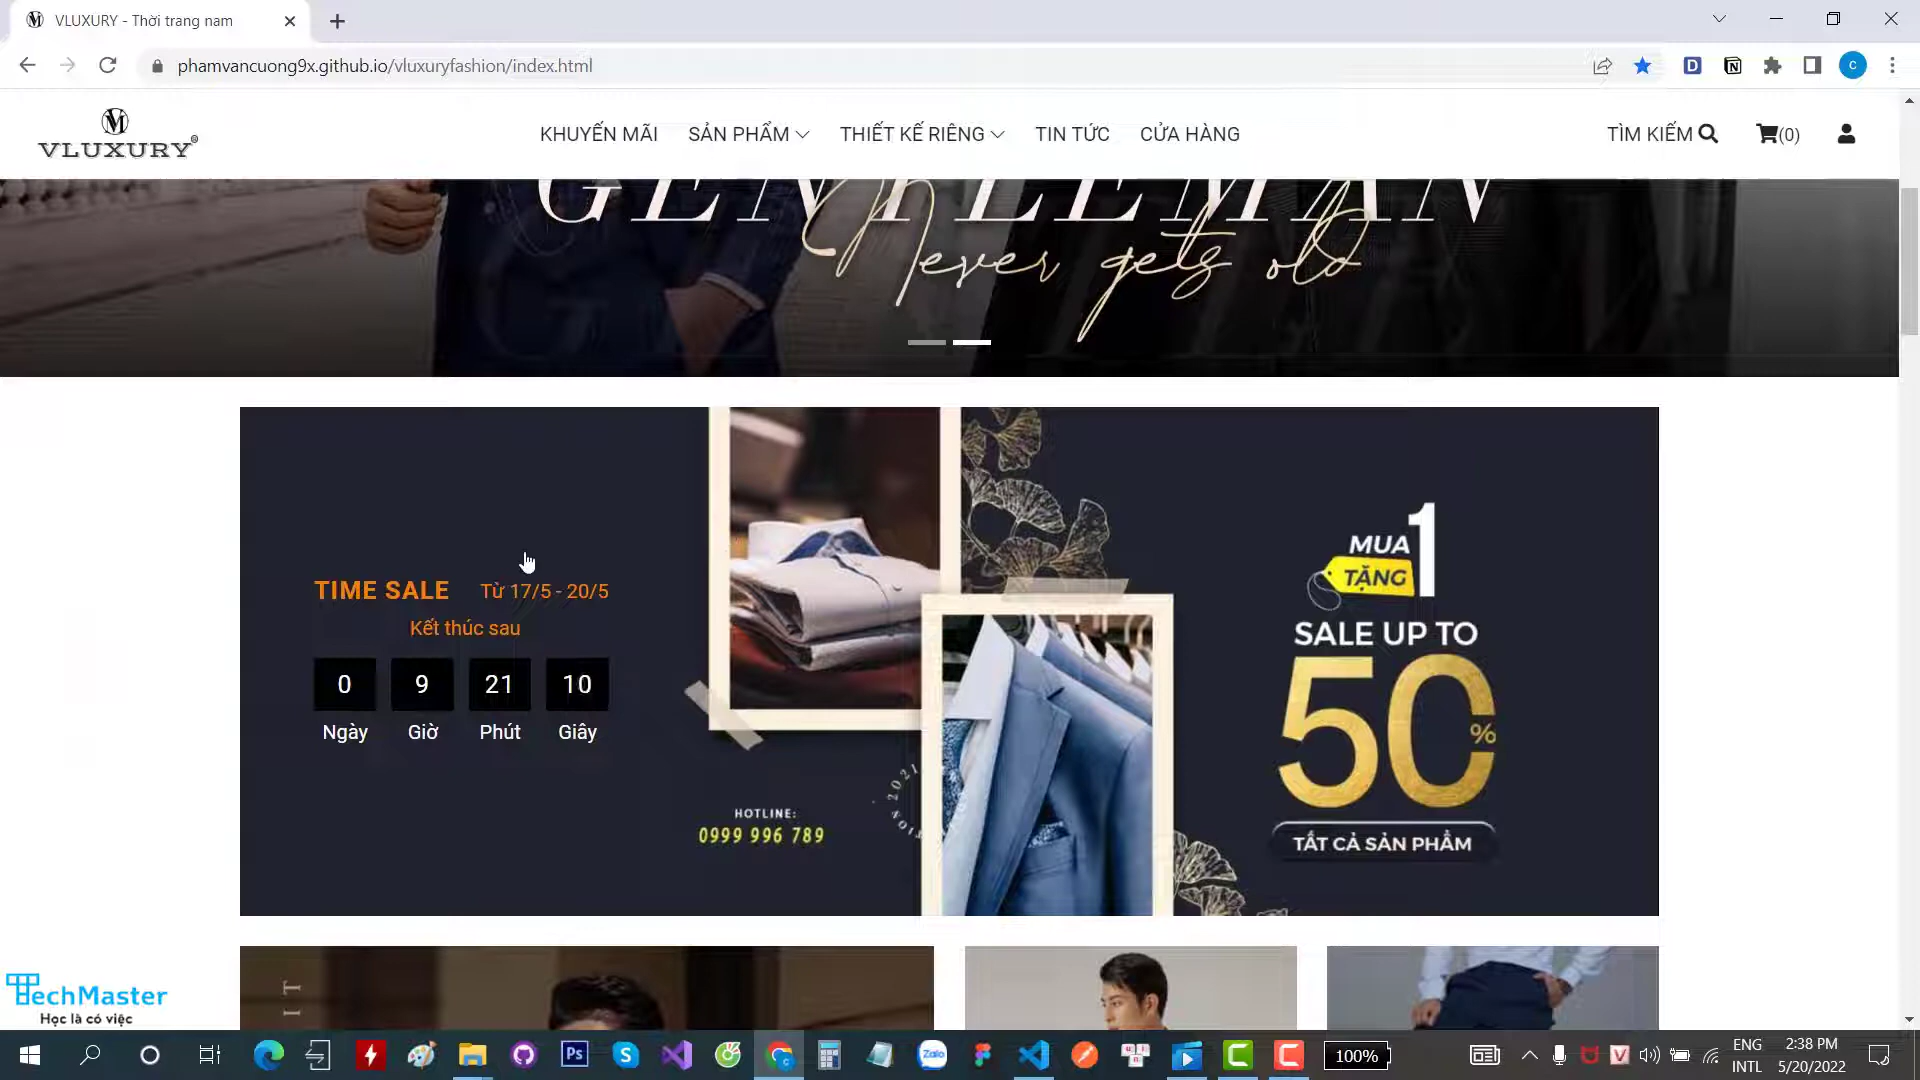 VLUXURY - Thời trang nam
phamvancuong9x.github.io/vluxuryfashion/index.html
VLUXURY®
KHUYẾN MÃI
SẢN PHẨM
THIẾT KẾ RIÊNG
TIN TỨC
CỬA HÀNG
TÌM KIẾM
(0)
GENTLEMAN
Never gets old
TIME SALE
Từ 17/5 - 20/5
Kết thúc sau
0 9 21 10
Ngày Giờ Phút Giây
HOTLINE:
0999 996 789
2021
MUA 1
TẶNG
SALE UP TO
50%
TẤT CẢ SẢN PHẨM
TechMaster
Học là có việc
100%
ENG
INTL
2:38 PM
5/20/2022